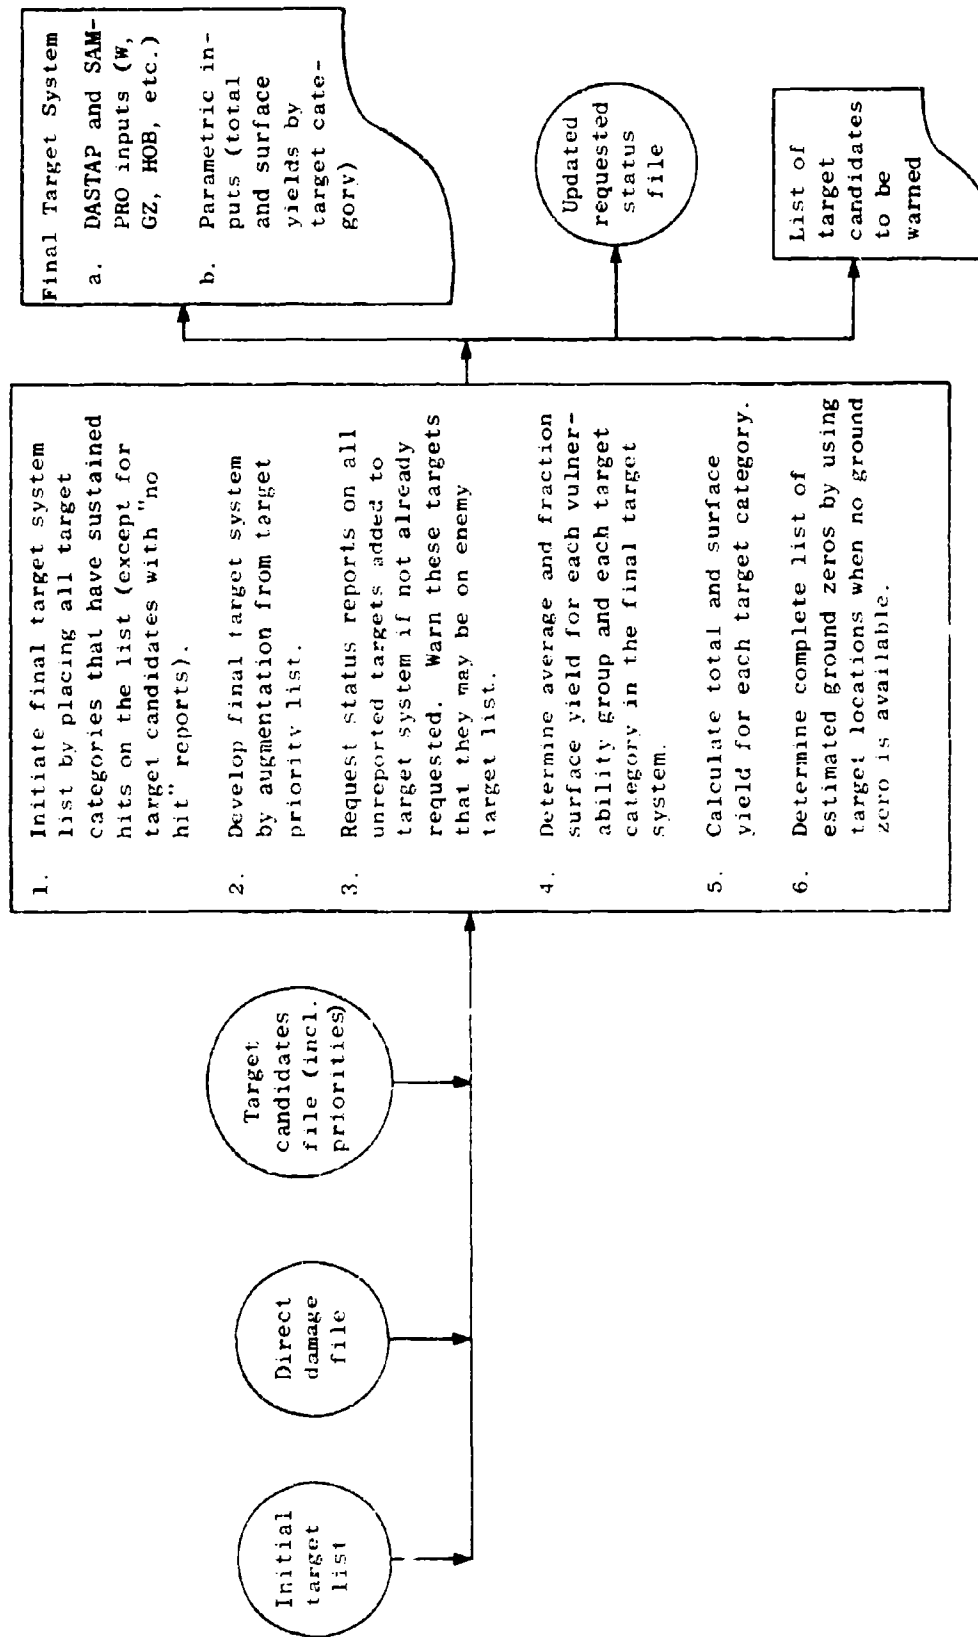 Initial
target
list
Direct
damage
file
Target
candidates
file (incl.
priorities)
1. Initiate final target system
list by placing all target
categories that have sustained
hits on the list (except for
target candidates with "no
hit" reports).
2. Develop final target system
by augmentation from target
priority list.
3. Request status reports on all
unreported targets added to
target system if not already
requested. Warn these targets
that they may be on enemy
target list.
4. Determine average and fraction
surface yield for each vulner-
ability group and each target
category in the final target
system.
5. Calculate total and surface
yield for each target category.
6. Determine complete list of
estimated ground zeros by using
target locations when no ground
zero is available.
Final Target System
a. DASTAP and SAM-
PRO inputs (W,
GZ, HOB, etc.)
b. Parametric in-
puts (total
and surface
yields by
target cate-
gory)
Updated
requested
status
file
List of
target
candidates
to be
warned